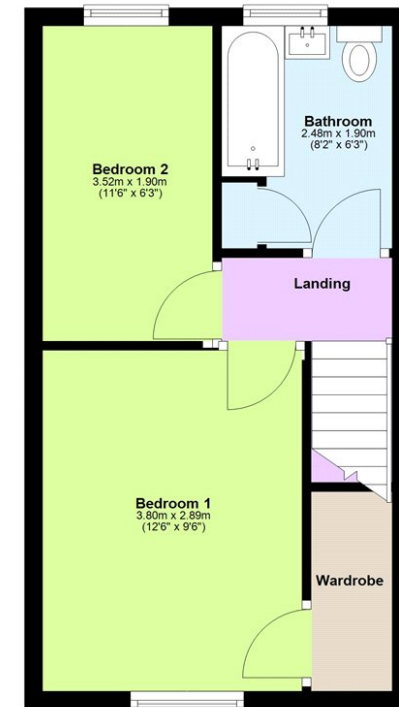 Bathroom
2.48m x 1.90m
(8'2" x 6'3")
Bedroom 2
3.52m x 1.90m
(11'6" x 6'3")
Landing
Bedroom 1
3.80m x 2.89m
(12'6" x 9'6")
Wardrobe